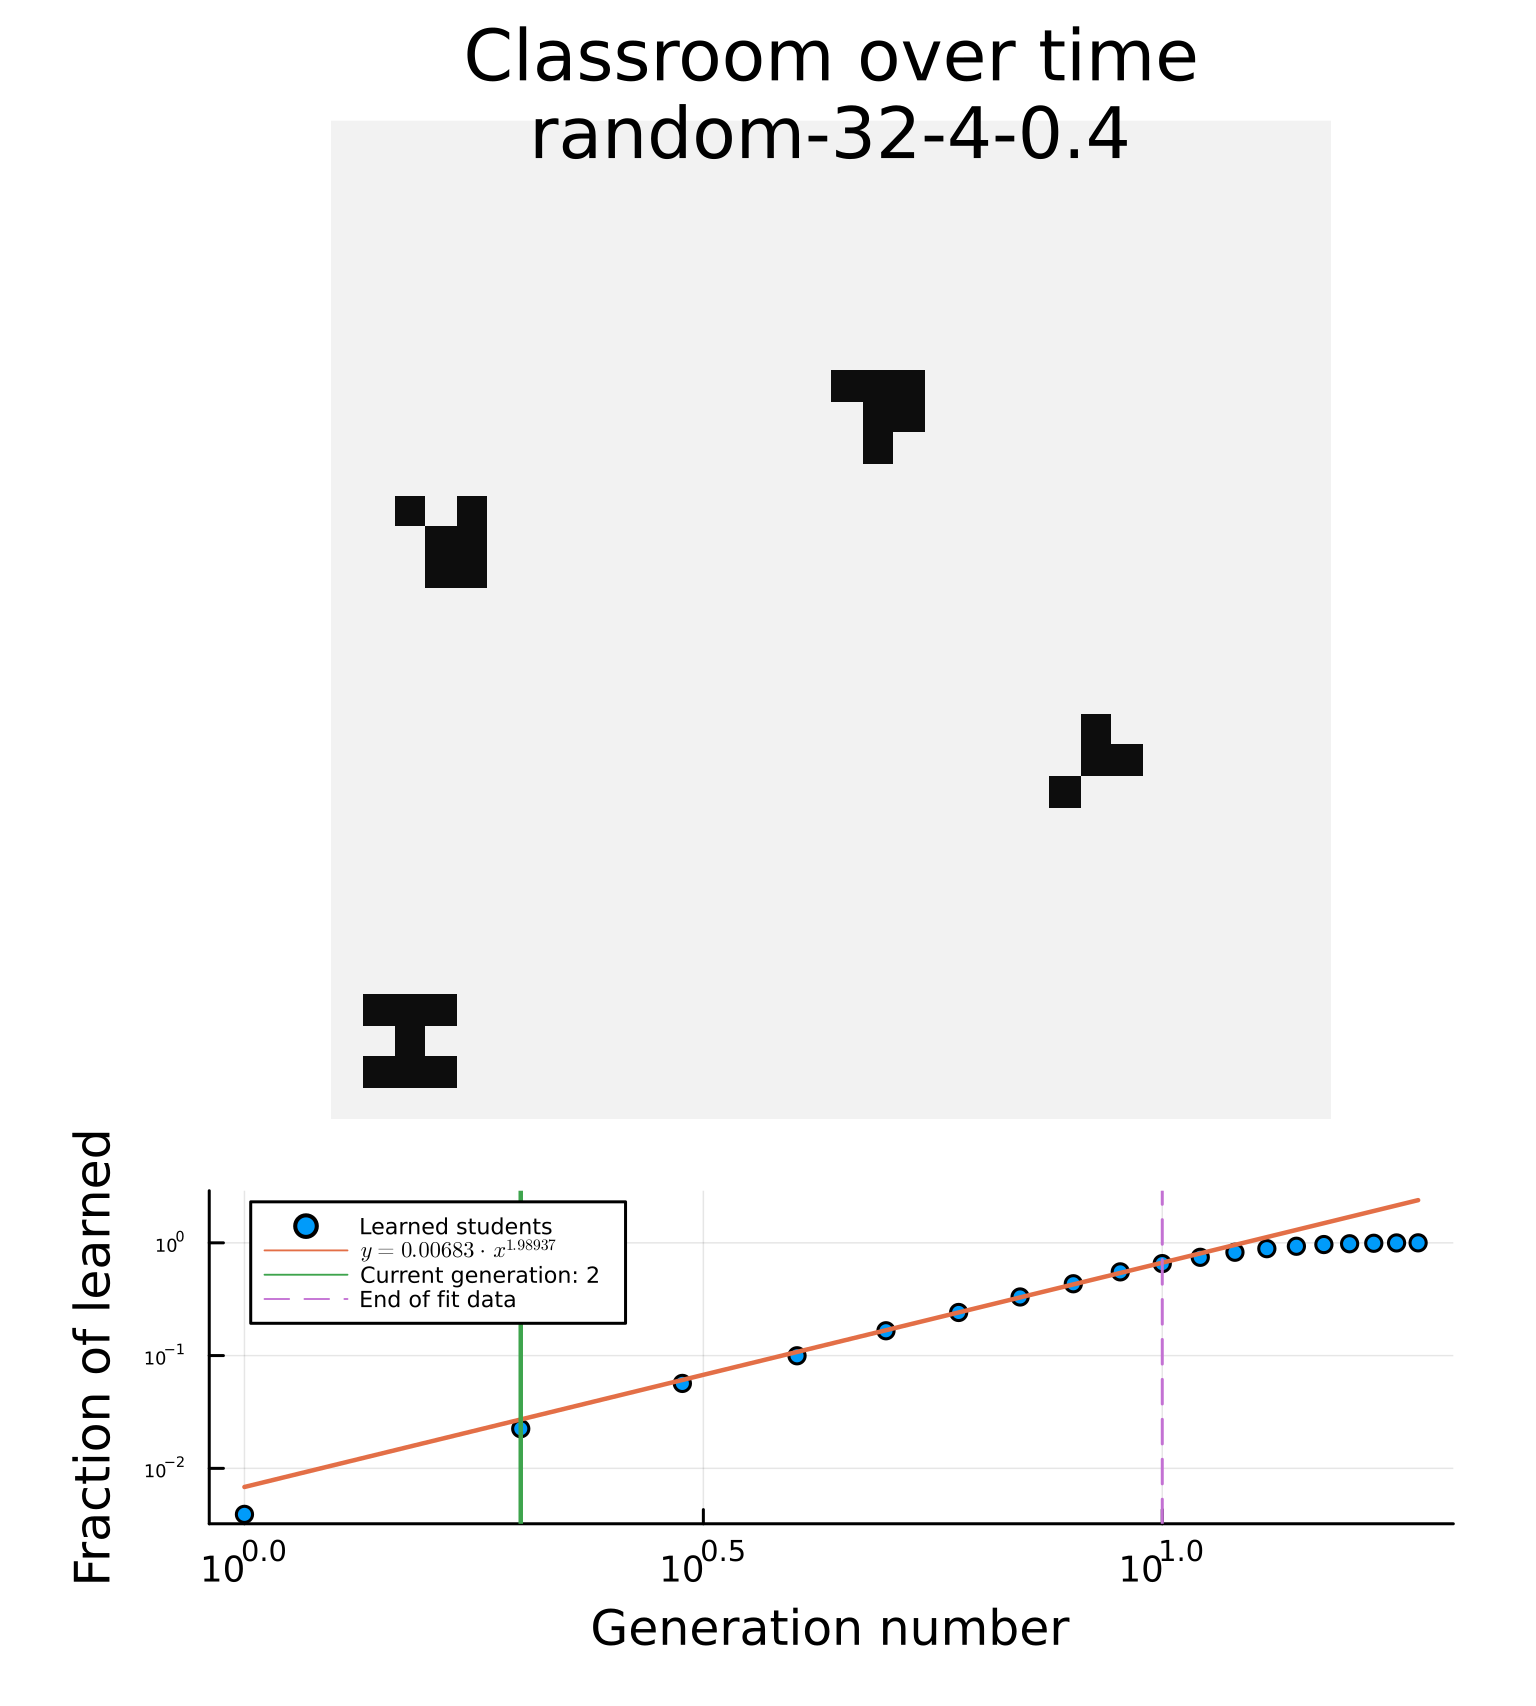 Classroom over time
random-32-4-0.4
Fraction of learned
10⁰
10⁻¹
10⁻²
Learned students
y = 0.00683 · x^1.98937
Current generation: 2
End of fit data
10^0.0
10^0.5
10^1.0
Generation number